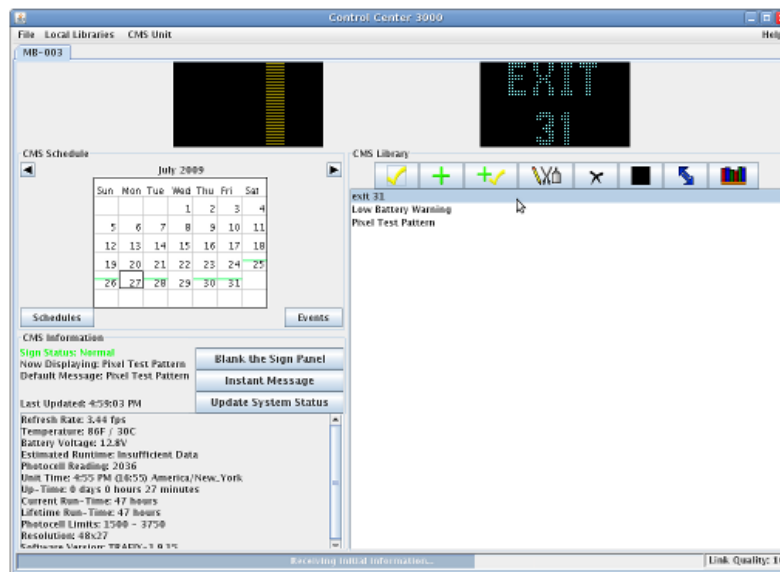 Control Center 3000
File Local Libraries CMS Unit Help
MB-003
EXIT
31
CMS Schedule
July 2009
Sun Mon Tue Wed Thu Fri Sat
1 2 3 4
5 6 7 8 9 10 11
12 13 14 15 16 17 18
19 20 21 22 23 24 25
26 27 28 29 30 31
Schedules Events
CMS Library
exit 31
Low Battery Warning
Pixel Test Pattern
CMS Information
Sign Status: Normal
Now Displaying: Pixel Test Pattern
Default Message: Pixel Test Pattern
Last Updated: 4:59:03 PM
Blank the Sign Panel
Instant Message
Update System Status
Refresh Rate: 3.44 fps
Temperature: 86F / 30C
Battery Voltage: 12.8V
Estimated Runtime: Insufficient Data
Photocell Reading: 2036
Unit Time: 4:55 PM (16:55) America/New_York
Up-Time: 0 days 0 hours 27 minutes
Current Run-Time: 47 hours
Lifetime Run-Time: 47 hours
Photocell Limits: 1500 - 3750
Resolution: 48x27
Software Version:
Receiving initial information...
Link Quality: